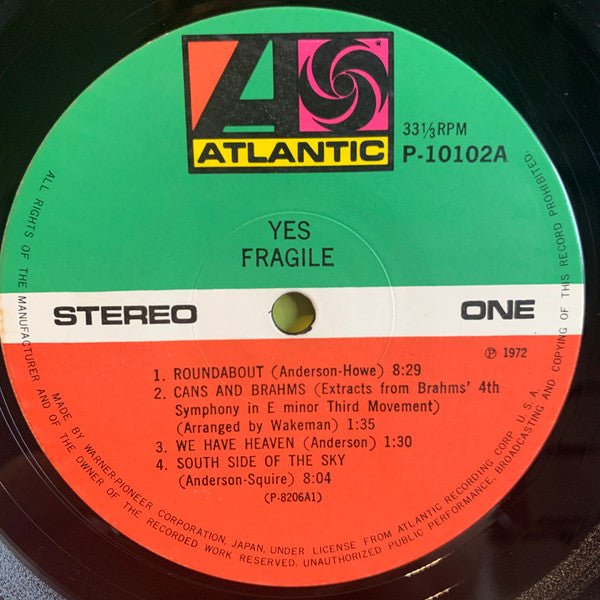 ATLANTIC
33⅓RPM
P-10102A
YES
FRAGILE
STEREO
ONE
℗ 1972
1. ROUNDABOUT (Anderson-Howe) 8:29
2. CANS AND BRAHMS (Extracts from Brahms' 4th
Symphony in E minor Third Movement)
(Arranged by Wakeman) 1:35
3. WE HAVE HEAVEN (Anderson) 1:30
4. SOUTH SIDE OF THE SKY
(Anderson-Squire) 8:04
(P-8206A1)
MADE BY WARNER-PIONEER CORPORATION, JAPAN, UNDER LICENSE FROM ATLANTIC RECORDING CORP. U. S. A.
ALL RIGHTS OF THE MANUFACTURER AND OF THE OWNER OF THE RECORDED WORK RESERVED. UNAUTHORIZED PUBLIC PERFORMANCE, BROADCASTING AND COPYING OF THIS RECORD PROHIBITED.